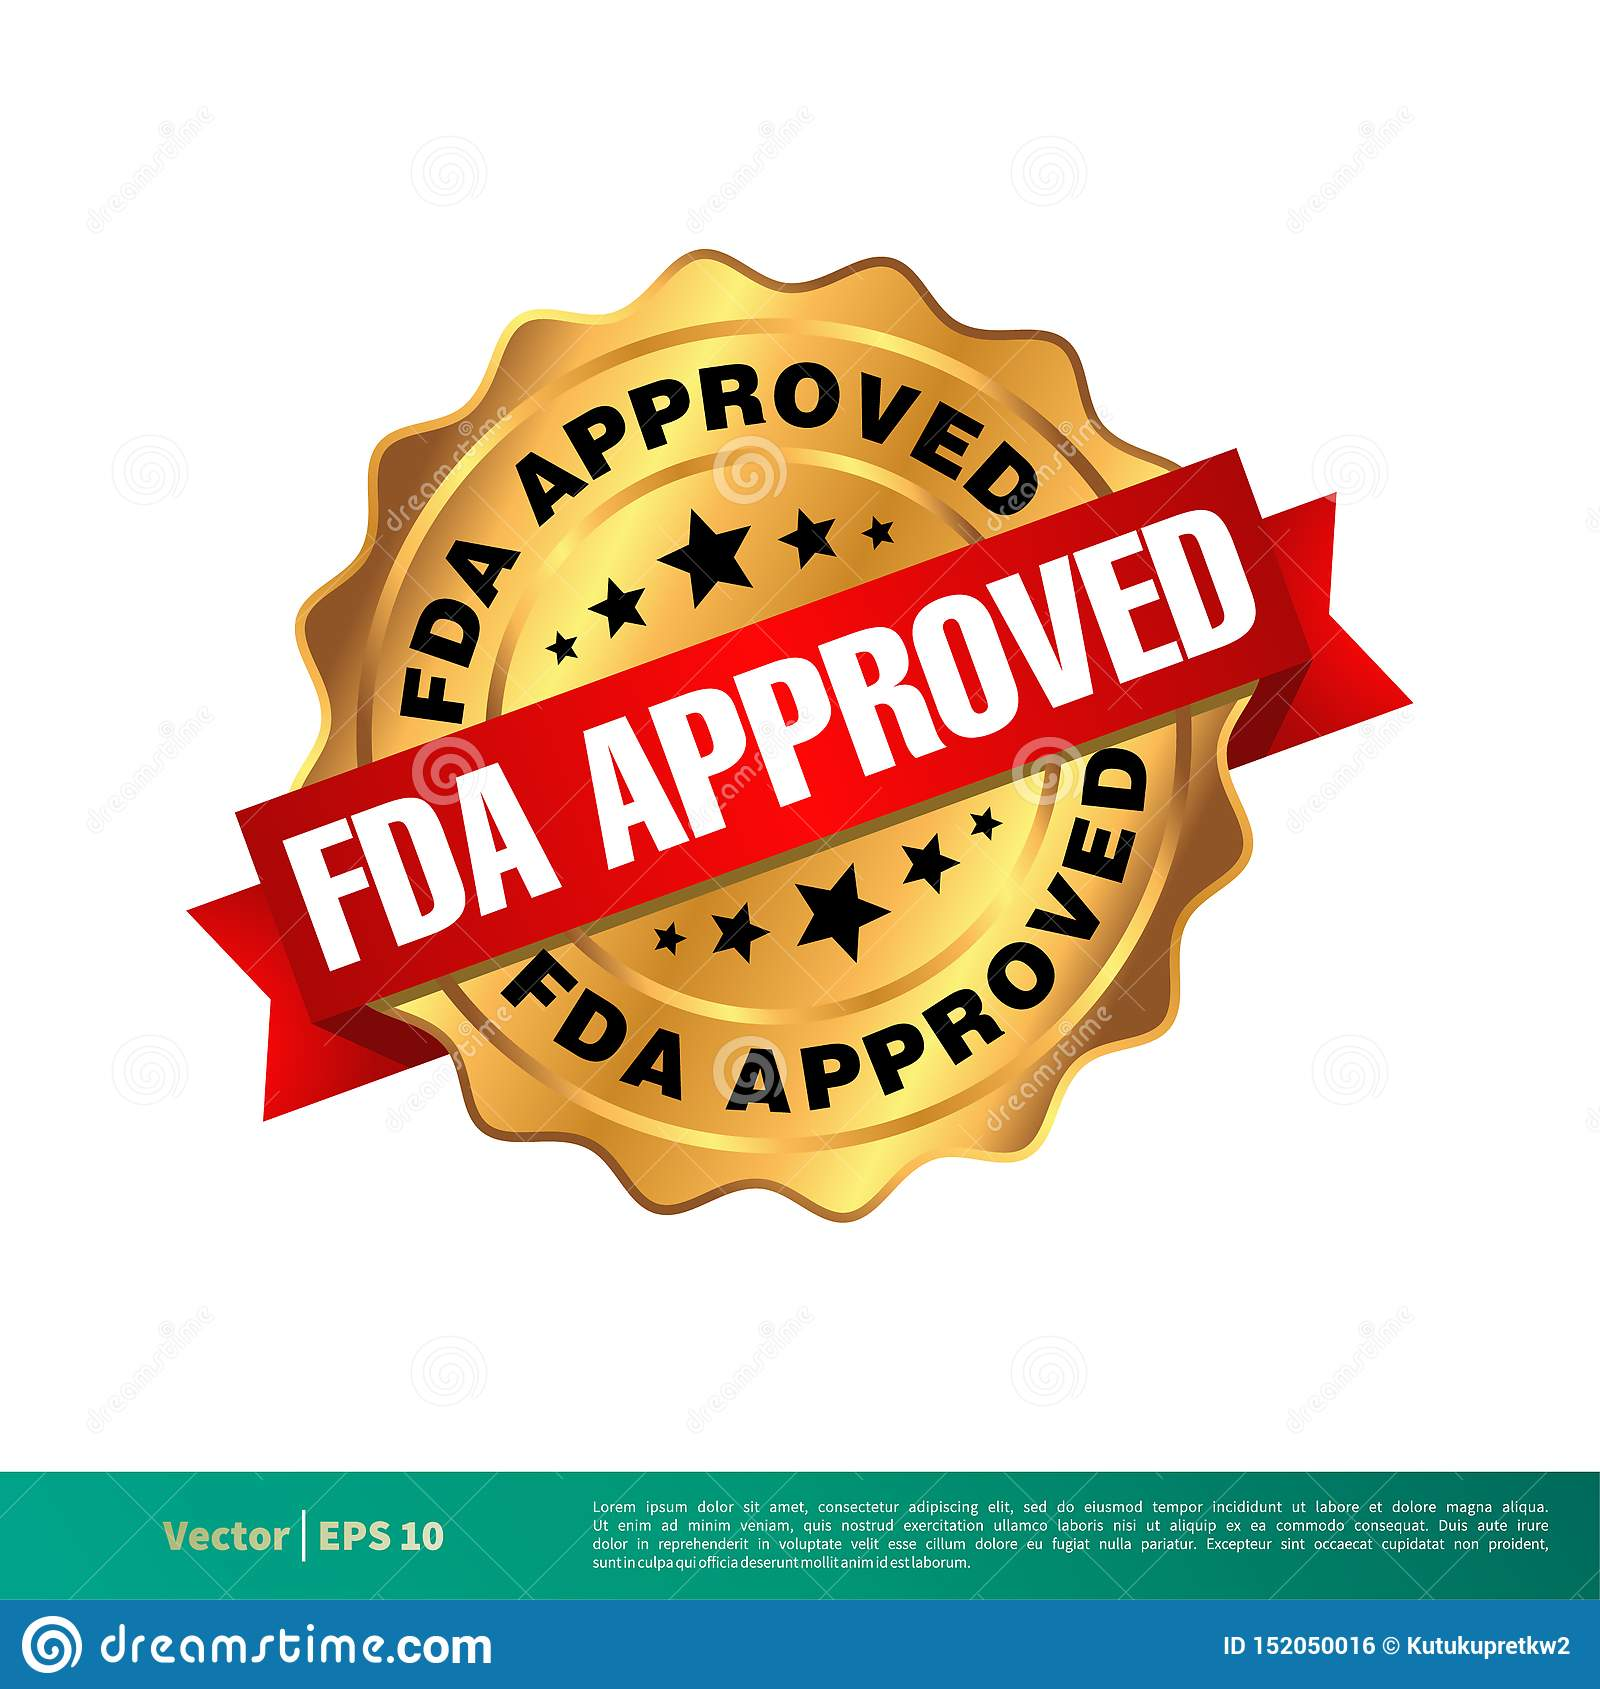 FDA APPROVED
FDA APPROVED
FDA APPROVED
Vector | EPS 10
Lorem ipsum dolor sit amet, consectetur adipiscing elit, sed do eiusmod tempor incididunt ut labore et dolore magna aliqua.
Ut enim ad minim veniam, quis nostrud exercitation ullamco laboris nisi ut aliquip ex ea commodo consequat. Duis aute irure
dolor in reprehenderit in voluptate velit esse cillum dolore eu fugiat nulla pariatur. Excepteur sint occaecat cupidatat non proident,
sunt in culpa qui officia deserunt mollit anim id est laborum.
dreamstime.com
ID 152050016 © Kutukupretkw2